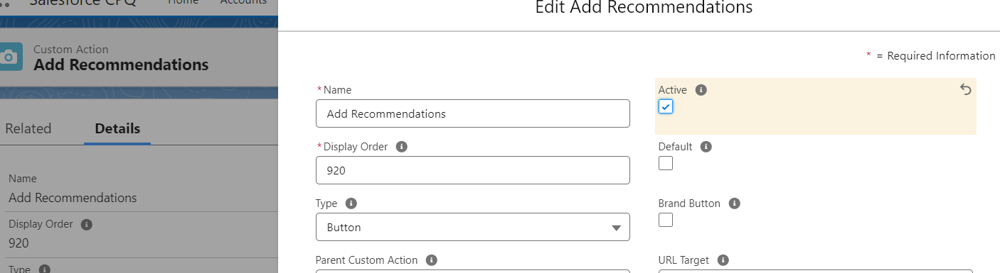 Salesforce CPQ Home Accounts
Custom Action
Add Recommendations
Related Details
Name
Add Recommendations
Display Order
920
Type
Edit Add Recommendations
* = Required Information
*Name
Add Recommendations
Active
*Display Order
920
Default
Type
Button
Brand Button
Parent Custom Action
URL Target